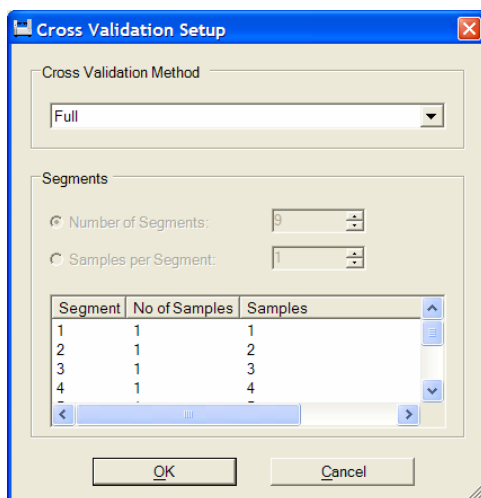 Cross Validation Setup
Cross Validation Method
Full
Segments
Number of Segments: 9
Samples per Segment: 1
Segment No of Samples Samples
1 1 1
2 1 2
3 1 3
4 1 4
OK Cancel